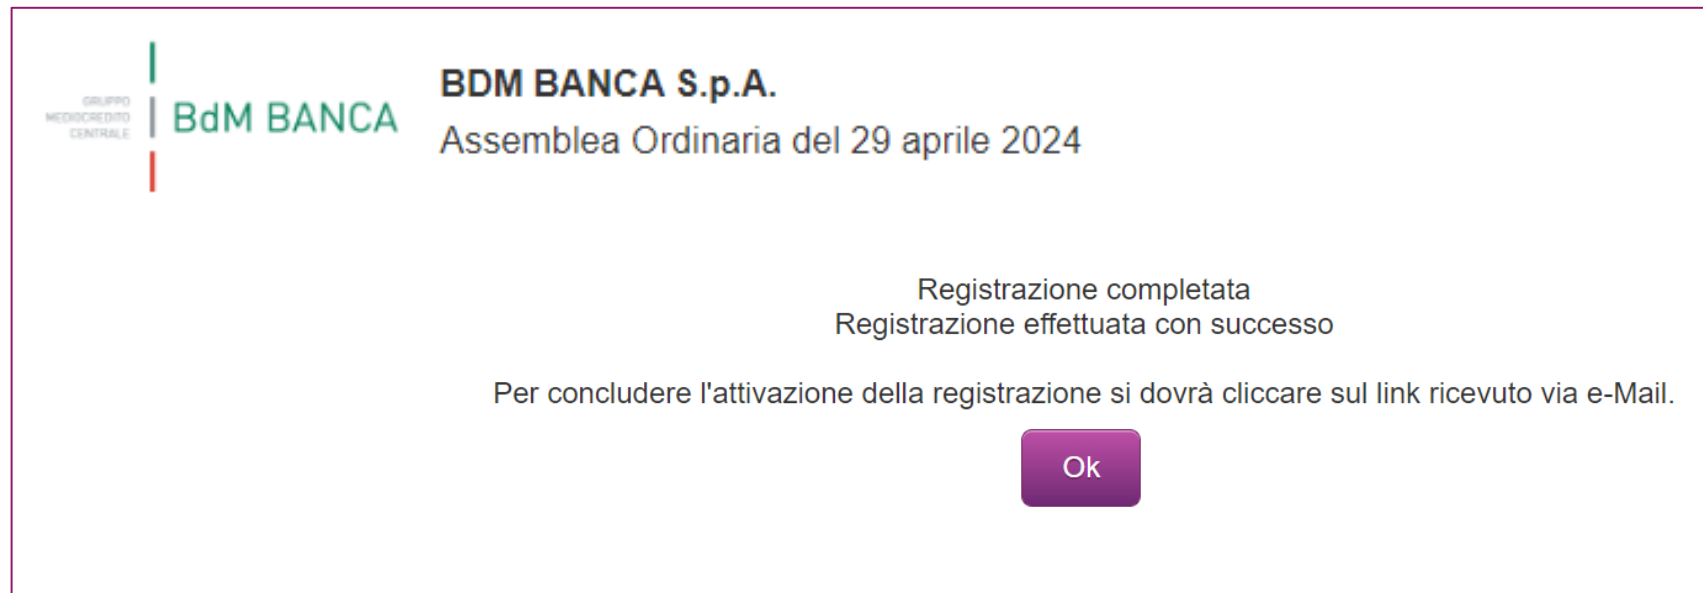 GRUPPO
MEDIOCREDITO
CENTRALE
BdM BANCA
BDM BANCA S.p.A.
Assemblea Ordinaria del 29 aprile 2024
Registrazione completata
Registrazione effettuata con successo
Per concludere l'attivazione della registrazione si dovrà cliccare sul link ricevuto via e-Mail.
Ok